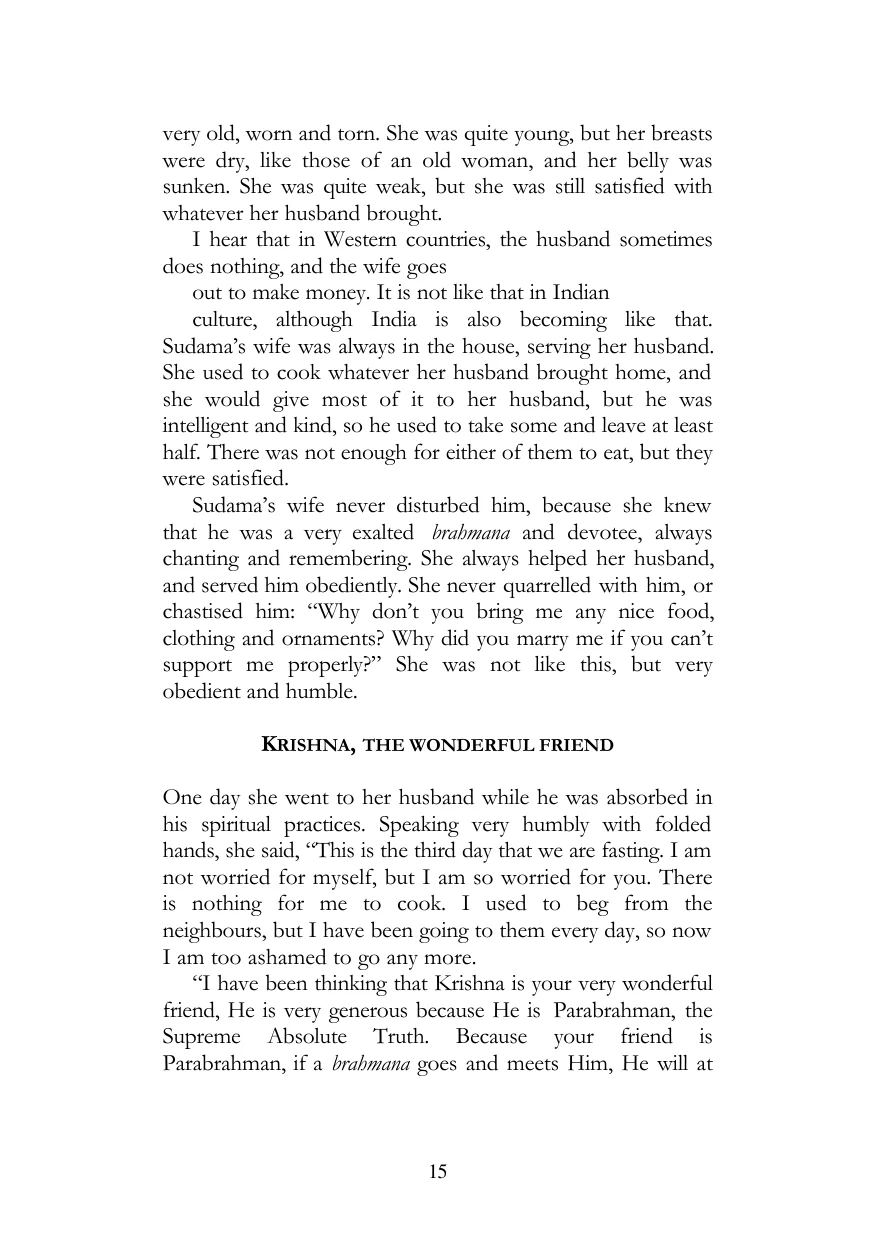 very old, worn and torn. She was quite young, but her breasts
were dry, like those of an old woman, and her belly was
sunken. She was quite weak, but she was still satisfied with
whatever her husband brought.
I hear that in Western countries, the husband sometimes
does nothing, and the wife goes
out to make money. It is not like that in Indian
culture, although India is also becoming like that.
Sudama’s wife was always in the house, serving her husband.
She used to cook whatever her husband brought home, and
she would give most of it to her husband, but he was
intelligent and kind, so he used to take some and leave at least
half. There was not enough for either of them to eat, but they
were satisfied.
Sudama’s wife never disturbed him, because she knew
that he was a very exalted brahmana and devotee, always
chanting and remembering. She always helped her husband,
and served him obediently. She never quarrelled with him, or
chastised him: “Why don’t you bring me any nice food,
clothing and ornaments? Why did you marry me if you can’t
support me properly?” She was not like this, but very
obedient and humble.
KRISHNA, THE WONDERFUL FRIEND
One day she went to her husband while he was absorbed in
his spiritual practices. Speaking very humbly with folded
hands, she said, “This is the third day that we are fasting. I am
not worried for myself, but I am so worried for you. There
is nothing for me to cook. I used to beg from the
neighbours, but I have been going to them every day, so now
I am too ashamed to go any more.
“I have been thinking that Krishna is your very wonderful
friend, He is very generous because He is Parabrahman, the
Supreme Absolute Truth. Because your friend is
Parabrahman, if a brahmana goes and meets Him, He will at
15